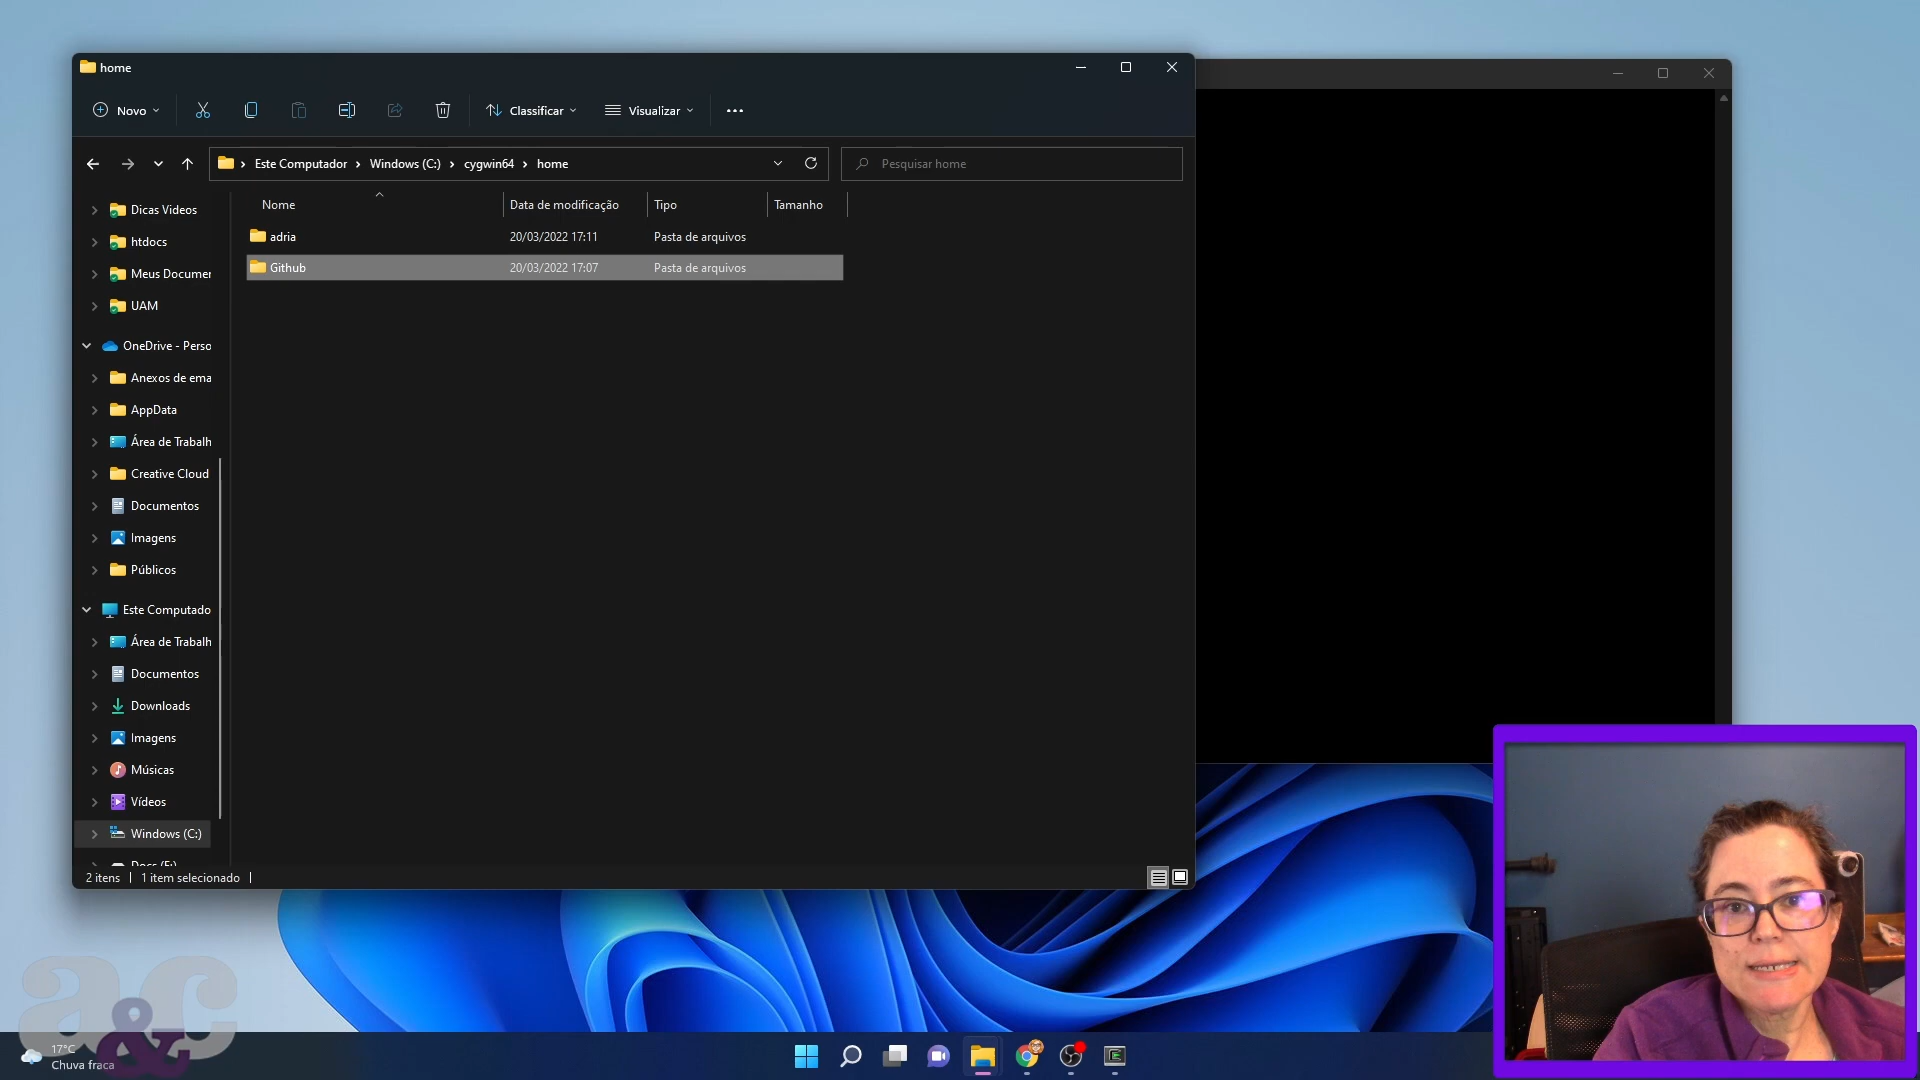 home
Novo
Classificar
Visualizar
Este Computador > Windows (C:) > cygwin64 > home
Pesquisar home
Nome
Data de modificação
Tipo
Tamanho
adria
20/03/2022 17:11
Pasta de arquivos
Github
20/03/2022 17:07
Pasta de arquivos
Dicas Videos
htdocs
Meus Documer
UAM
OneDrive - Perso
Anexos de ema
AppData
Área de Trabalh
Creative Cloud
Documentos
Imagens
Públicos
Este Computado
Área de Trabalh
Documentos
Downloads
Imagens
Músicas
Vídeos
Windows (C:)
Docs (F:)
2 itens
1 item selecionado
a&c
17°C
Chuva fraca